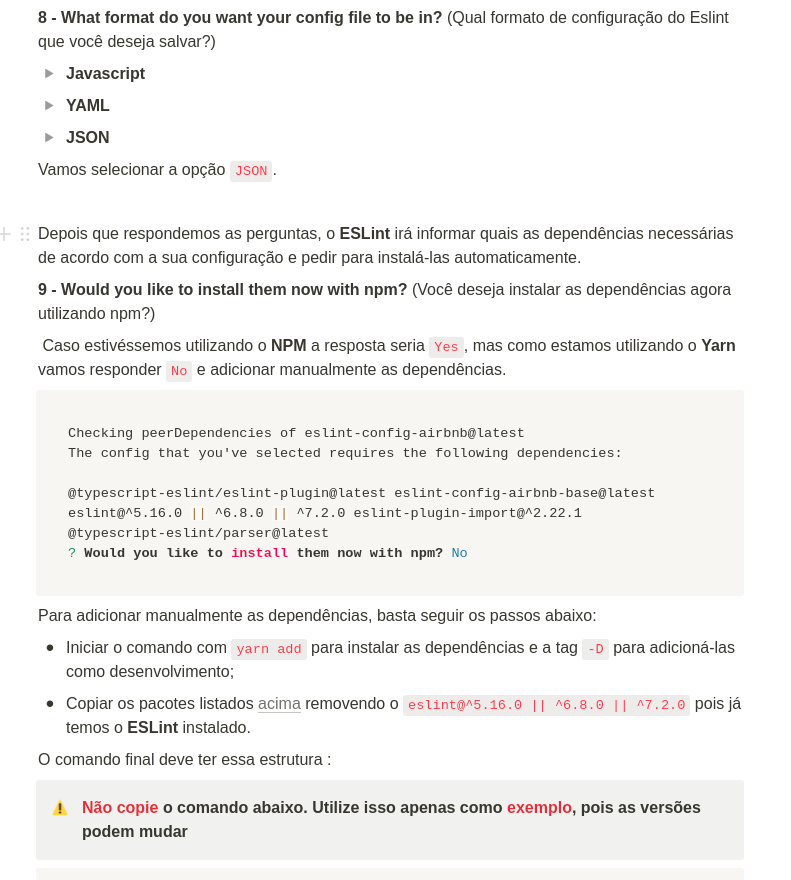 8 - What format do you want your config file to be in? (Qual formato de configuração do Eslint
que você deseja salvar?)
Javascript
YAML
JSON
Vamos selecionar a opção JSON.
Depois que respondemos as perguntas, o ESLint irá informar quais as dependências necessárias
de acordo com a sua configuração e pedir para instalá-las automaticamente.
9 - Would you like to install them now with npm? (Você deseja instalar as dependências agora
utilizando npm?)
Caso estivéssemos utilizando o NPM a resposta seria Yes, mas como estamos utilizando o Yarn
vamos responder No e adicionar manualmente as dependências.
Checking peerDependencies of eslint-config-airbnb@latest
The config that you've selected requires the following dependencies:
@typescript-eslint/eslint-plugin@latest eslint-config-airbnb-base@latest
eslint@^5.16.0 || ^6.8.0 || ^7.2.0 eslint-plugin-import@^2.22.1
@typescript-eslint/parser@latest
? Would you like to install them now with npm? No
Para adicionar manualmente as dependências, basta seguir os passos abaixo:
• Iniciar o comando com yarn add para instalar as dependências e a tag -D para adicioná-las
como desenvolvimento;
• Copiar os pacotes listados acima removendo o eslint@^5.16.0 || ^6.8.0 || ^7.2.0 pois já
temos o ESLint instalado.
O comando final deve ter essa estrutura :
Não copie o comando abaixo. Utilize isso apenas como exemplo, pois as versões
podem mudar